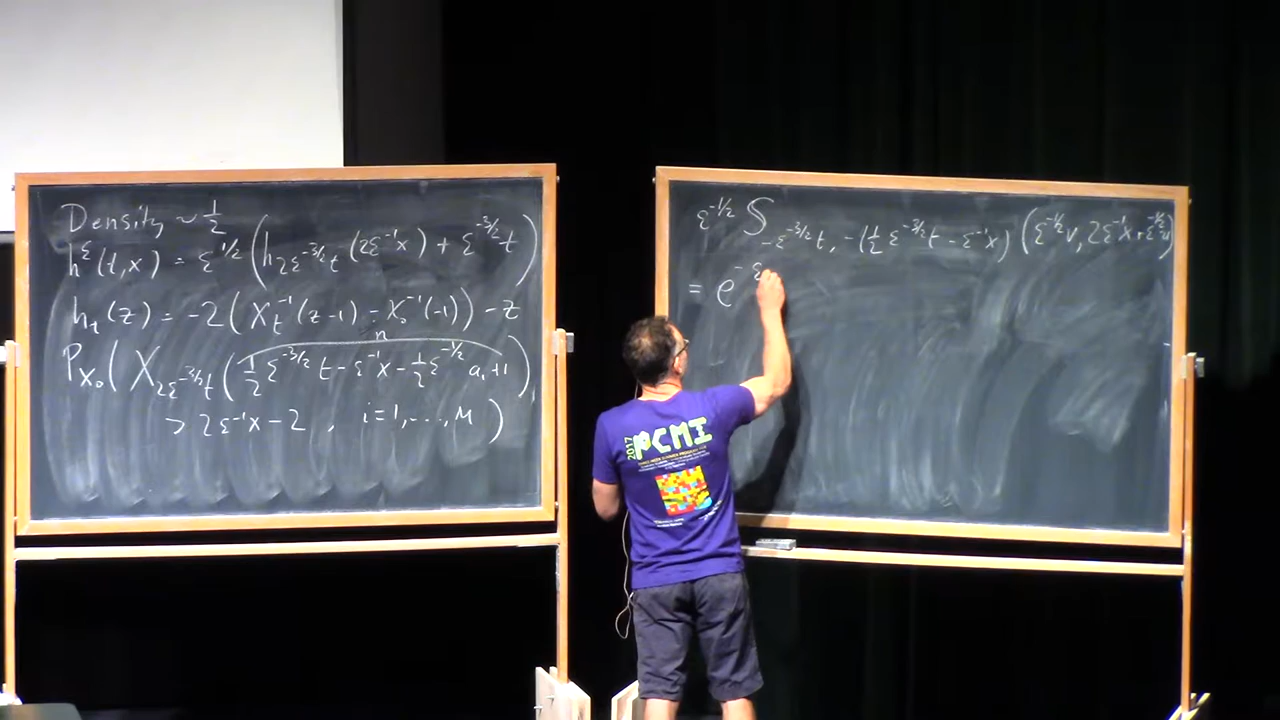 Density ~ 1/2
h^ε(t,x) = ε^{1/2} ( h_{2ε^{-3/2}t} (2ε^{-1}x) + ε^{-3/2}t )
h_t(z) = -2 ( X_t^{-1}(z-1) - X_0^{-1}(-1) ) - z
n
P_{X_0} ( X_{2ε^{-3/2}t} ( 1/2 ε^{-3/2} t - ε^{-1}x - 1/2 ε^{-1/2} a_i + 1 )
> 2ε^{-1}x - 2 , i=1,...,M )
ε^{-1/2} S_{-ε^{-3/2}t, -(1/2 ε^{-3/2}t - ε^{-1}x)} (ε^{-1/2}v, 2ε^{-1}x + ε^{-1/2}u)
= e^{- ε
2017
PCMI